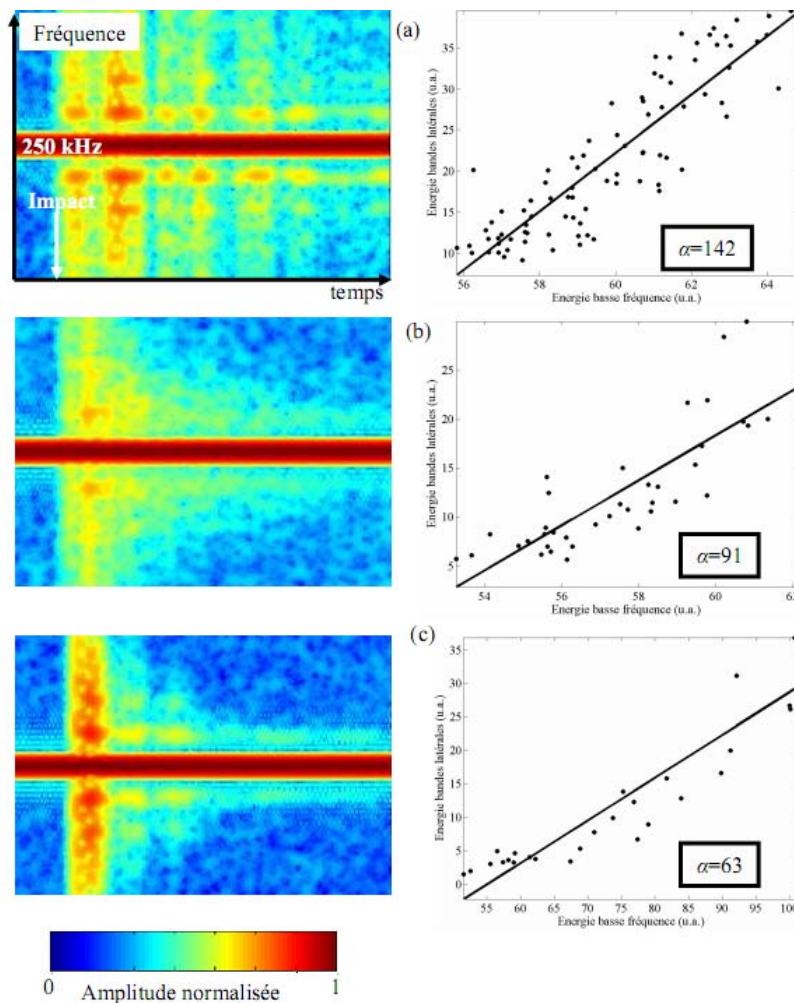 Fréquence
250 kHz
Impact
temps
(a)
Energie bandes latérales (u.a.)
35
30
25
20
15
10
α=142
56
58
60
62
64
Energie basse fréquence (u.a.)
(b)
Energie bandes latérales (u.a.)
25
20
15
10
5
α=91
54
56
58
60
62
Energie basse fréquence (u.a.)
(c)
Energie bandes latérales (u.a.)
35
30
25
20
15
10
5
0
α=63
55
60
65
70
75
80
85
90
95
100
Energie basse fréquence (u.a.)
0
1
Amplitude normalisée